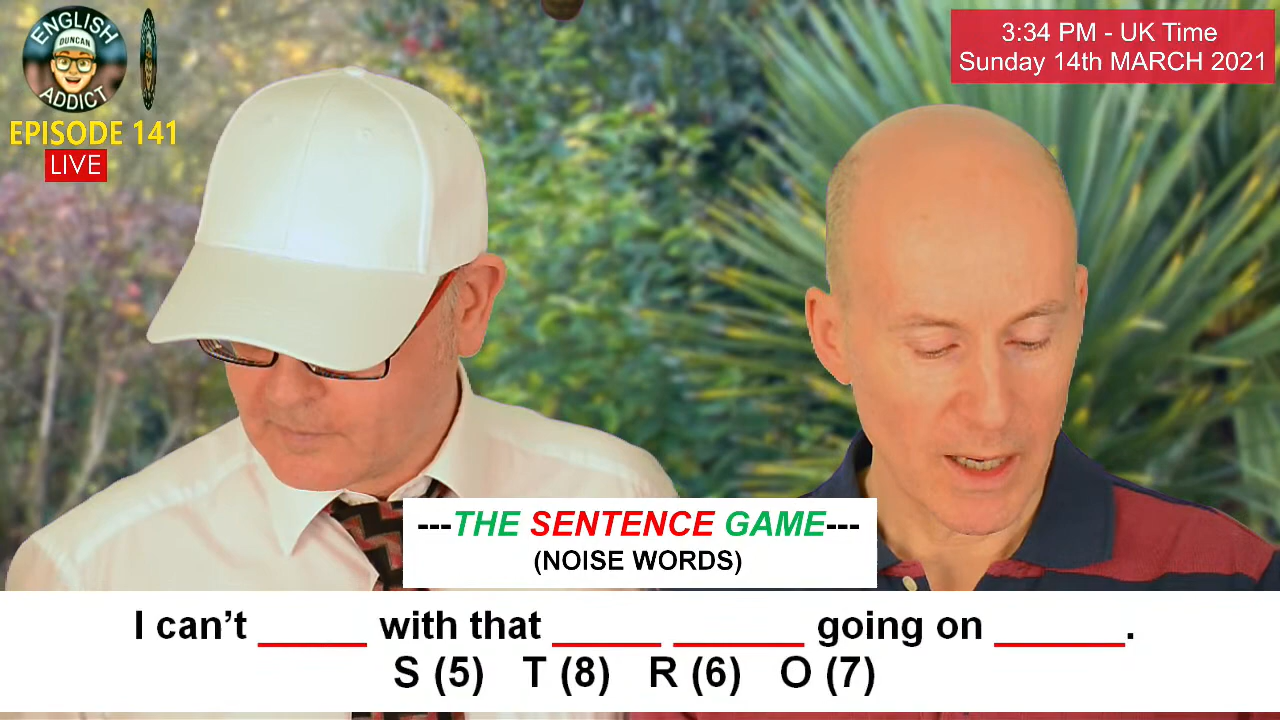 ENGLISH
DUNCAN
ADDICT
EPISODE 141
LIVE
3:34 PM - UK Time
Sunday 14th MARCH 2021
---THE SENTENCE GAME---
(NOISE WORDS)
I can’t _____ with that _____ ______ going on ______.
S (5) T (8) R (6) O (7)